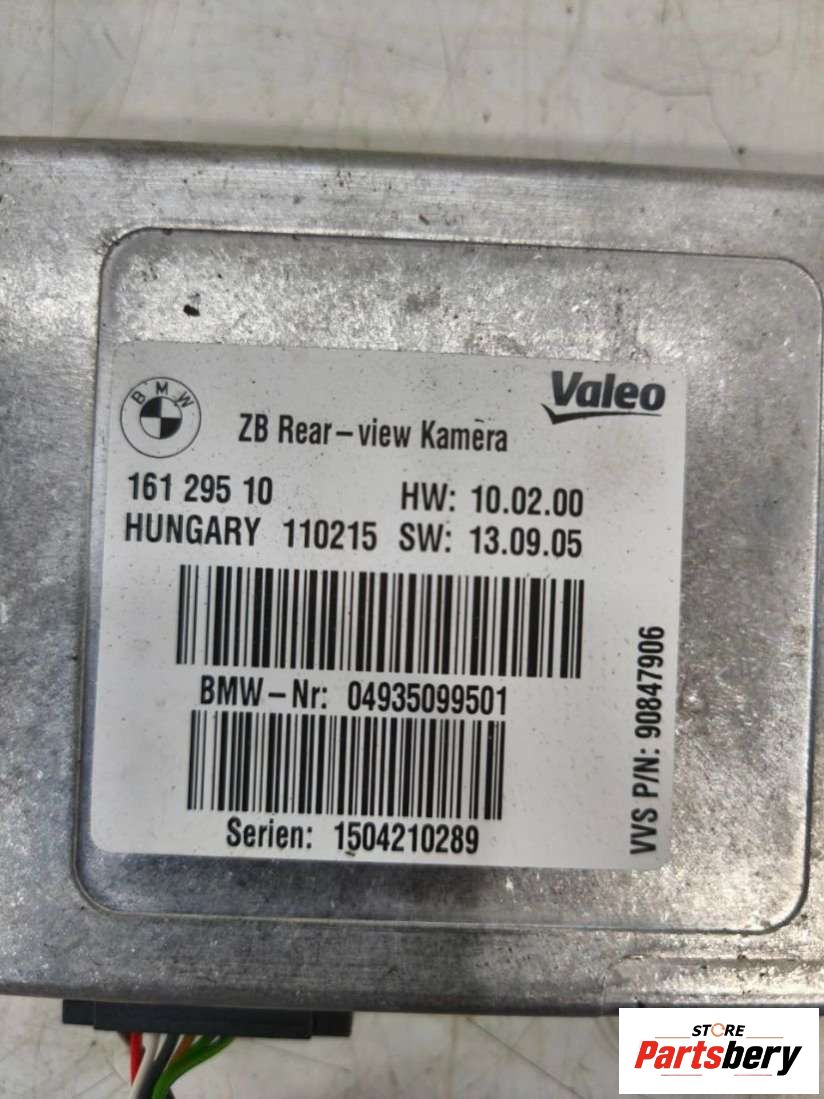 BMW
Valeo
ZB Rear-view Kamera
161 295 10 HW: 10.02.00
HUNGARY 110215 SW: 13.09.05
BMW-Nr: 04935099501
Serien: 1504210289
VVS P/N: 90847906
STORE
Partsbery